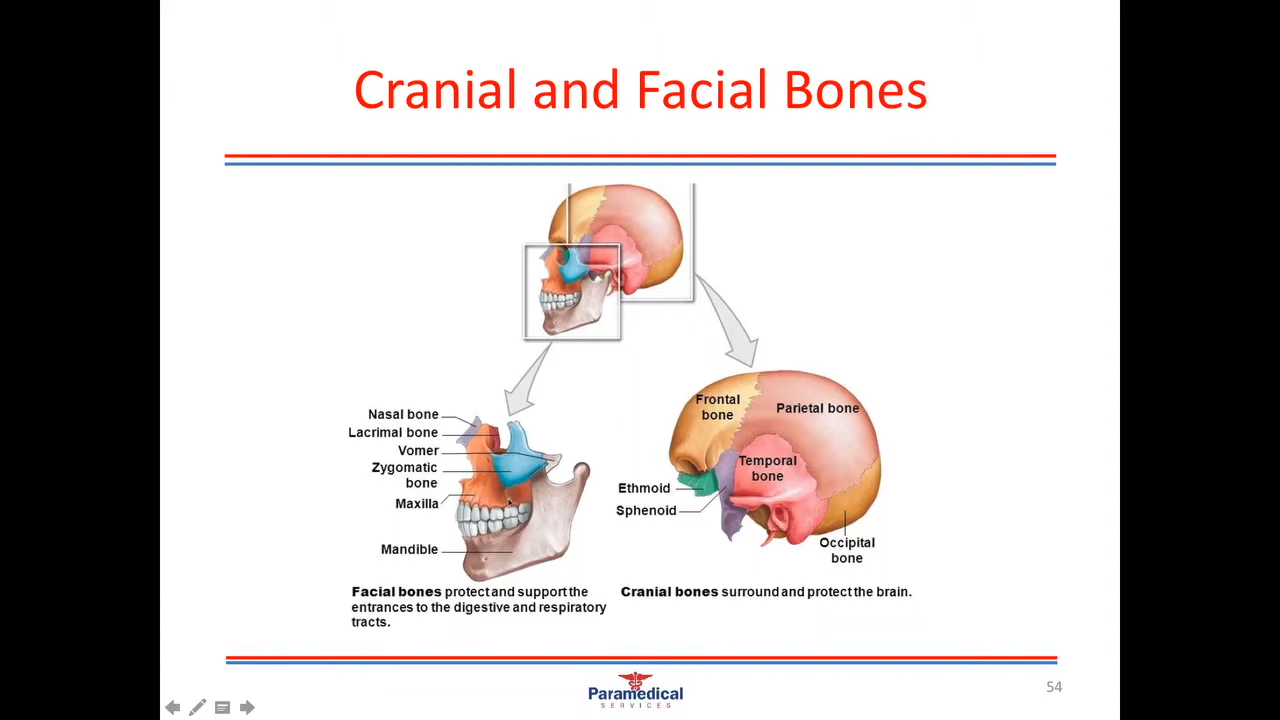 Cranial and Facial Bones
Nasal bone
Lacrimal bone
Vomer
Zygomatic
bone
Maxilla
Mandible
Facial bones protect and support the
entrances to the digestive and respiratory
tracts.
Frontal
bone
Parietal bone
Temporal
bone
Ethmoid
Sphenoid
Occipital
bone
Cranial bones surround and protect the brain.
Paramedical
SERVICES
54